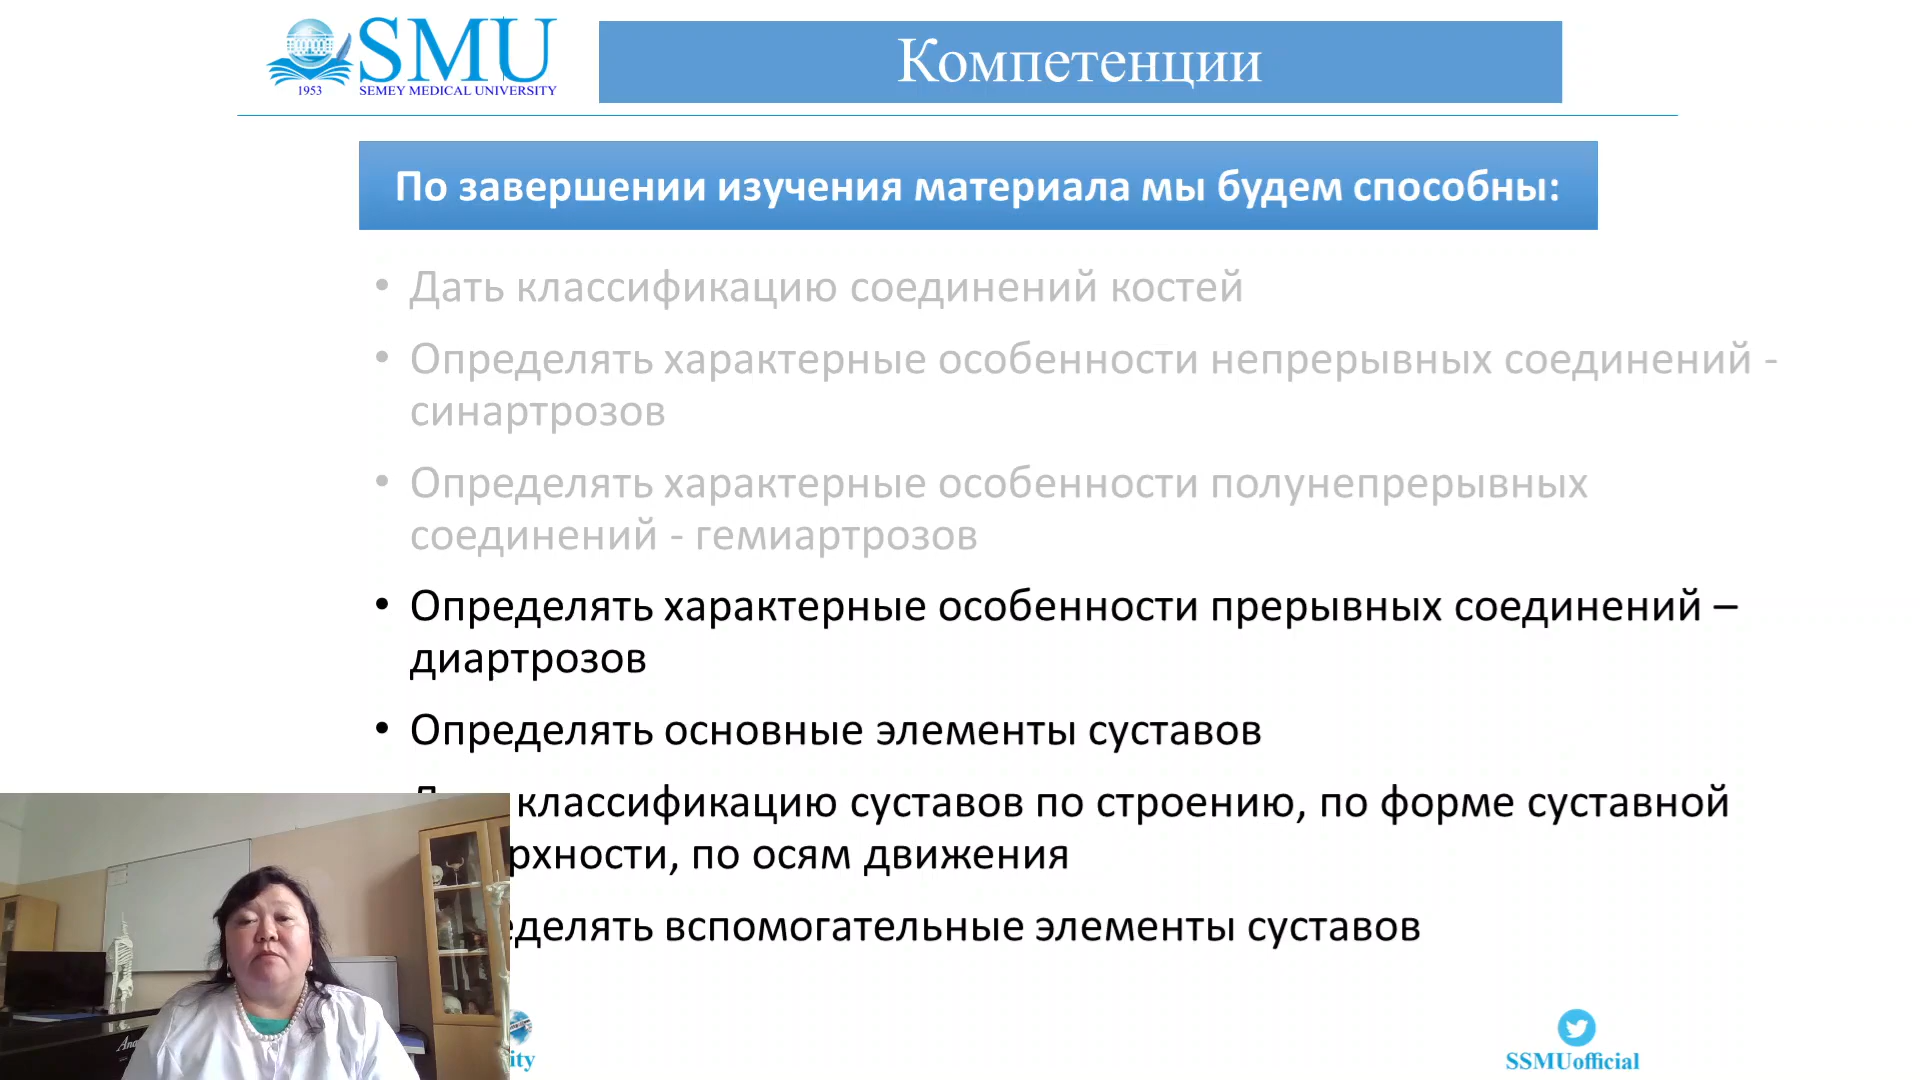 SMU
1953
SEMEY MEDICAL UNIVERSITY
Компетенции
По завершении изучения материала мы будем способны:
• Дать классификацию соединений костей
• Определять характерные особенности непрерывных соединений -
синартрозов
• Определять характерные особенности полунепрерывных
соединений - гемиартрозов
• Определять характерные особенности прерывных соединений –
диартрозов
• Определять основные элементы суставов
классификацию суставов по строению, по форме суставной
по осям движения
вспомогательные элементы суставов
SSMUofficial